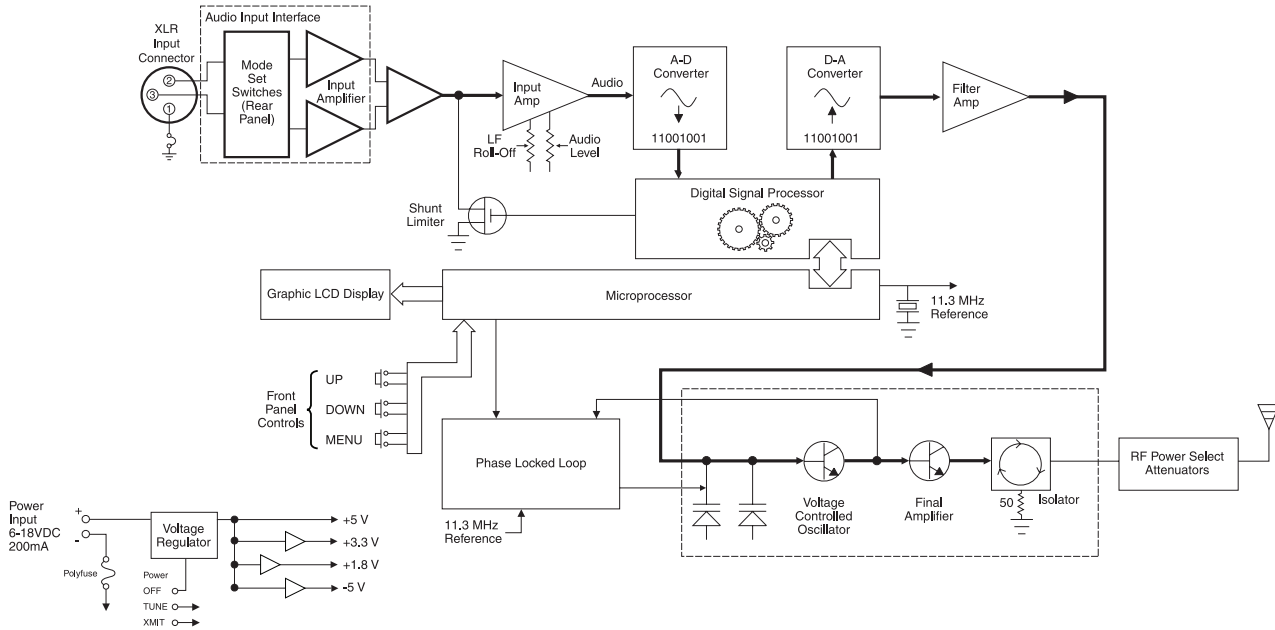 Audio Input Interface
XLR
Input
Connector
2
3
1
Mode
Set
Switches
(Rear
Panel)
Input
Amplifier
Input
Amp
Audio
LF
Roll-Off
Audio
Level
A-D
Converter
11001001
D-A
Converter
11001001
Filter
Amp
Digital Signal Processor
Shunt
Limiter
Graphic LCD Display
Microprocessor
11.3 MHz
Reference
Front
Panel
Controls
UP
DOWN
MENU
Phase Locked Loop
11.3 MHz
Reference
Voltage
Controlled
Oscillator
Final
Amplifier
50
Isolator
RF Power Select
Attenuators
Power
Input
6-18VDC
200mA
+
-
Polyfuse
Voltage
Regulator
Power
OFF
TUNE
XMIT
+5 V
+3.3 V
+1.8 V
-5 V